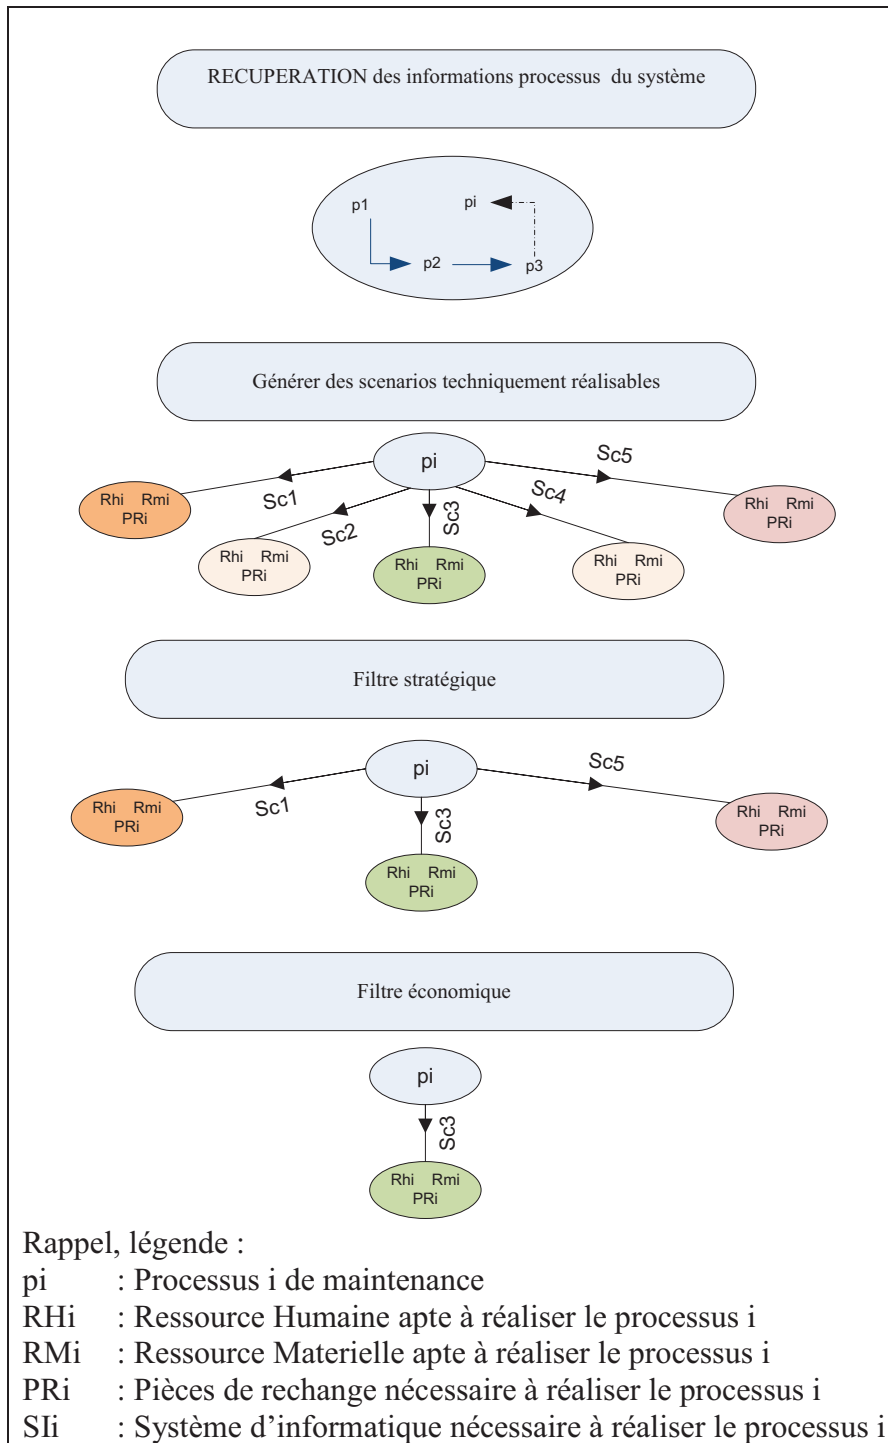 RECUPERATION des informations processus du système
p1
pi
p2
p3
Générer des scenarios techniquement réalisables
pi
Sc1
Sc2
Sc3
Sc4
Sc5
Rhi Rmi
PRi
Rhi Rmi
PRi
Rhi Rmi
PRi
Rhi Rmi
PRi
Rhi Rmi
PRi
Filtre stratégique
pi
Sc1
Sc3
Sc5
Rhi Rmi
PRi
Rhi Rmi
PRi
Rhi Rmi
PRi
Filtre économique
pi
Sc3
Rhi Rmi
PRi
Rappel, légende :
pi : Processus i de maintenance
RHi : Ressource Humaine apte à réaliser le processus i
RMi : Ressource Materielle apte à réaliser le processus i
PRi : Pièces de rechange nécessaire à réaliser le processus i
SIi : Système d'informatique nécessaire à réaliser le processus i